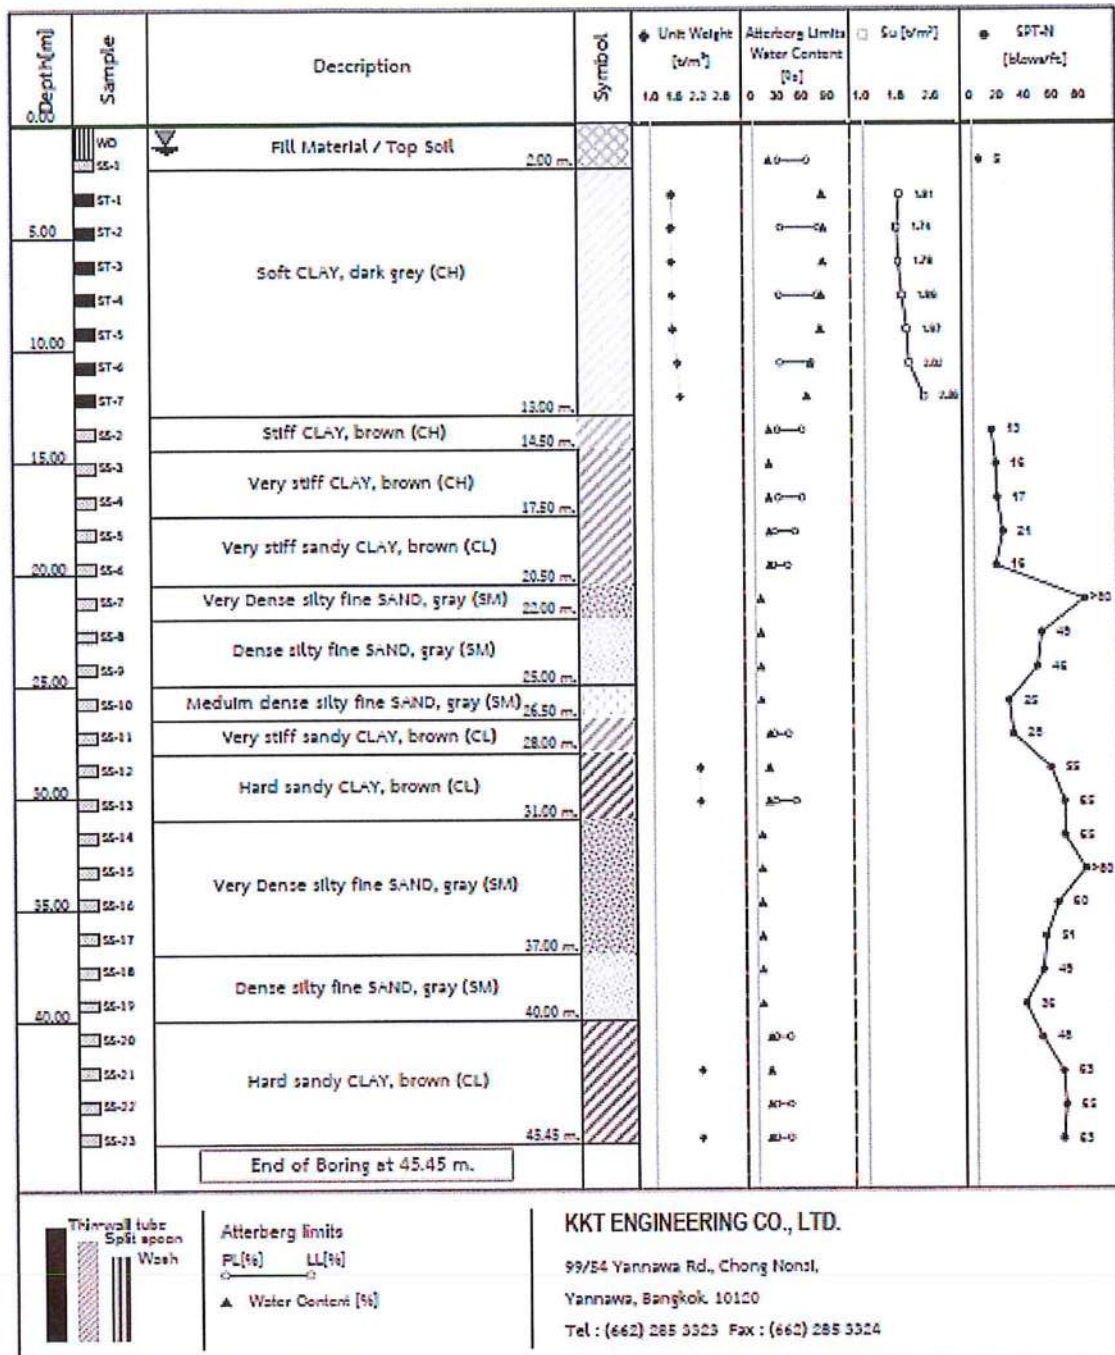 Depth[m]
Sample
Description
Symbol
Unit Weight
[t/m³]
1.0 1.6 2.2 2.8
Atterberg Limits
Water Content
[%]
0 30 60 90
Su [t/m²]
1.0 1.8 2.6
SPT-N
[blows/ft]
0 20 40 60 80
0.00
WO
Fill Material / Top Soil
2.00 m.
SS-1
5
ST-1
1.81
5.00
ST-2
ST-3
Soft CLAY, dark grey (CH)
1.78
ST-4
ST-5
10.00
ST-6
ST-7
13.00 m.
SS-2
Stiff CLAY, brown (CH)
14.50 m.
15.00
SS-3
16
Very stiff CLAY, brown (CH)
SS-4
17
17.50 m.
SS-5
Very stiff sandy CLAY, brown (CL)
20.00
SS-6
16
20.50 m.
SS-7
Very Dense silty fine SAND, gray (SM)
22.00 m.
SS-8
Dense silty fine SAND, gray (SM)
SS-9
25.00
25.00 m.
SS-10
Meduim dense silty fine SAND, gray (SM)
26.50 m.
SS-11
Very stiff sandy CLAY, brown (CL)
28.00 m.
SS-12
55
Hard sandy CLAY, brown (CL)
30.00
SS-13
65
31.00 m.
SS-14
65
SS-15
Very Dense silty fine SAND, gray (SM)
35.00
SS-16
60
SS-17
37.00 m.
SS-18
Dense silty fine SAND, gray (SM)
SS-19
40.00
40.00 m.
SS-20
SS-21
63
Hard sandy CLAY, brown (CL)
SS-22
SS-23
63
45.45 m.
End of Boring at 45.45 m.
Thin-wall tube
Split spoon
Wash
Atterberg limits
PL[%] LL[%]
Water Content [%]
KKT ENGINEERING CO., LTD.
99/54 Yannawa Rd., Chong Nonsi,
Yannawa, Bangkok. 10120
Tel : (662) 285 3323 Fax : (662) 285 3324